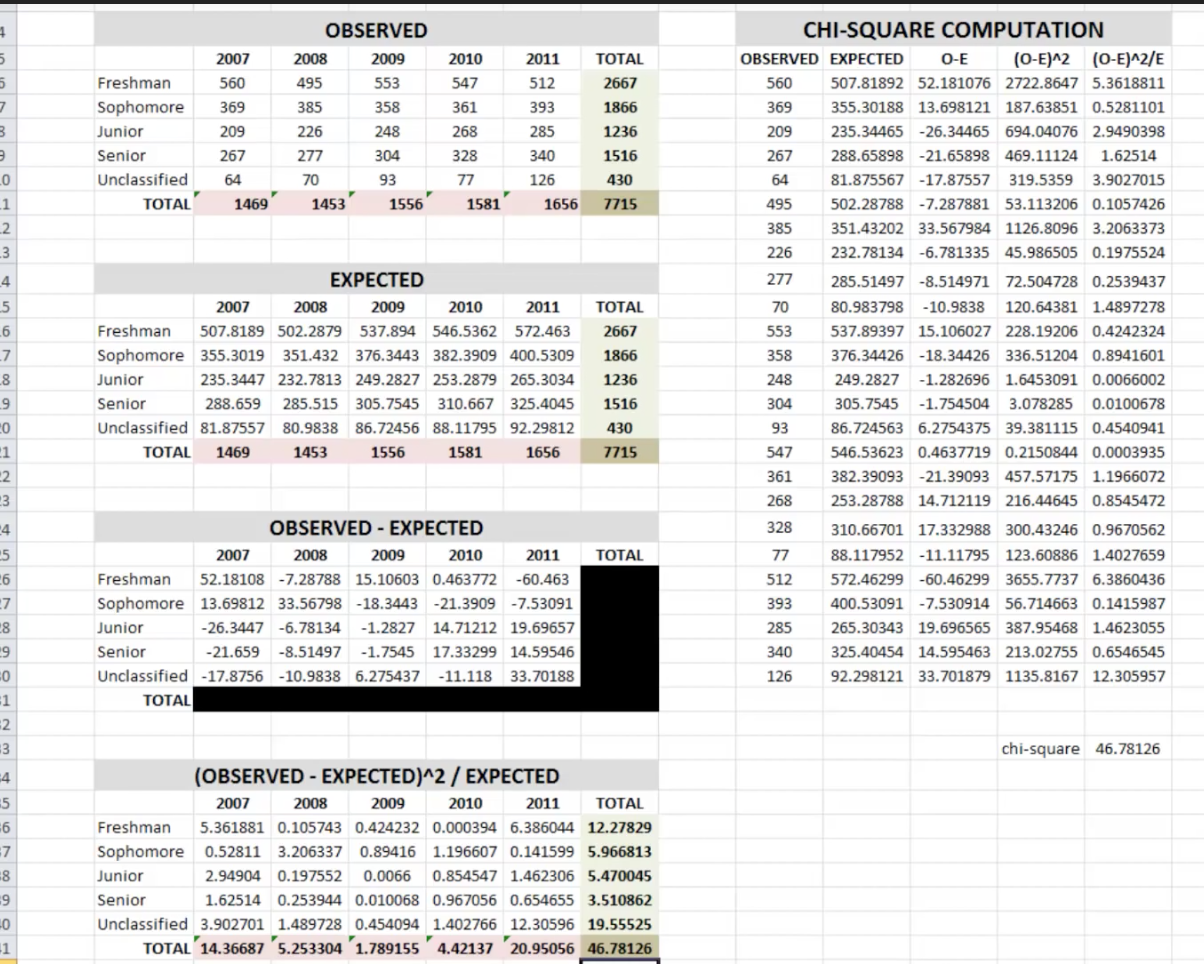 OBSERVED
2007 2008 2009 2010 2011 TOTAL
Freshman 560 495 553 547 512 2667
Sophomore 369 385 358 361 393 1866
Junior 209 226 248 268 285 1236
Senior 267 277 304 328 340 1516
Unclassified 64 70 93 77 126 430
TOTAL 1469 1453 1556 1581 1656 7715
EXPECTED
2007 2008 2009 2010 2011 TOTAL
Freshman 507.8189 502.2879 537.894 546.5362 572.463 2667
Sophomore 355.3019 351.432 376.3443 382.3909 400.5309 1866
Junior 235.3447 232.7813 249.2827 253.2879 265.3034 1236
Senior 288.659 285.515 305.7545 310.667 325.4045 1516
Unclassified 81.87557 80.9838 86.72456 88.11795 92.29812 430
TOTAL 1469 1453 1556 1581 1656 7715
OBSERVED - EXPECTED
2007 2008 2009 2010 2011 TOTAL
Freshman 52.18108 -7.28788 15.10603 0.463772 -60.463
Sophomore 13.69812 33.56798 -18.3443 -21.3909 -7.53091
Junior -26.3447 -6.78134 -1.2827 14.71212 19.69657
Senior -21.659 -8.51497 -1.7545 17.33299 14.59546
Unclassified -17.8756 -10.9838 6.275437 -11.118 33.70188
TOTAL
(OBSERVED - EXPECTED)^2 / EXPECTED
2007 2008 2009 2010 2011 TOTAL
Freshman 5.361881 0.105743 0.424232 0.000394 6.386044 12.27829
Sophomore 0.52811 3.206337 0.89416 1.196607 0.141599 5.966813
Junior 2.94904 0.197552 0.0066 0.854547 1.462306 5.470045
Senior 1.62514 0.253944 0.010068 0.967056 0.654655 3.510862
Unclassified 3.902701 1.489728 0.454094 1.402766 12.30596 19.55525
TOTAL 14.36687 5.253304 1.789155 4.42137 20.95056 46.78126
CHI-SQUARE COMPUTATION
OBSERVED EXPECTED O-E (O-E)^2 (O-E)^2/E
560 507.81892 52.181076 2722.8647 5.3618811
369 355.30188 13.698121 187.63851 0.5281101
209 235.34465 -26.34465 694.04076 2.9490398
267 288.65898 -21.65898 469.11124 1.62514
64 81.875567 -17.87557 319.5359 3.9027015
495 502.28788 -7.287881 53.113206 0.1057426
385 351.43202 33.567984 1126.8096 3.2063373
226 232.78134 -6.781335 45.986505 0.1975524
277 285.51497 -8.514971 72.504728 0.2539437
70 80.983798 -10.9838 120.64381 1.4897278
553 537.89397 15.106027 228.19206 0.4242324
358 376.34426 -18.34426 336.51204 0.8941601
248 249.2827 -1.282696 1.6453091 0.0066002
304 305.7545 -1.754504 3.078285 0.0100678
93 86.724563 6.2754375 39.381115 0.4540941
547 546.53623 0.4637719 0.2150844 0.0003935
361 382.39093 -21.39093 457.57175 1.1966072
268 253.28788 14.712119 216.44645 0.8545472
328 310.66701 17.332988 300.43246 0.9670562
77 88.117952 -11.11795 123.60886 1.4027659
512 572.46299 -60.46299 3655.7737 6.3860436
393 400.53091 -7.530914 56.714663 0.1415987
285 265.30343 19.696565 387.95468 1.4623055
340 325.40454 14.595463 213.02755 0.6546545
126 92.298121 33.701879 1135.8167 12.305957
chi-square 46.78126